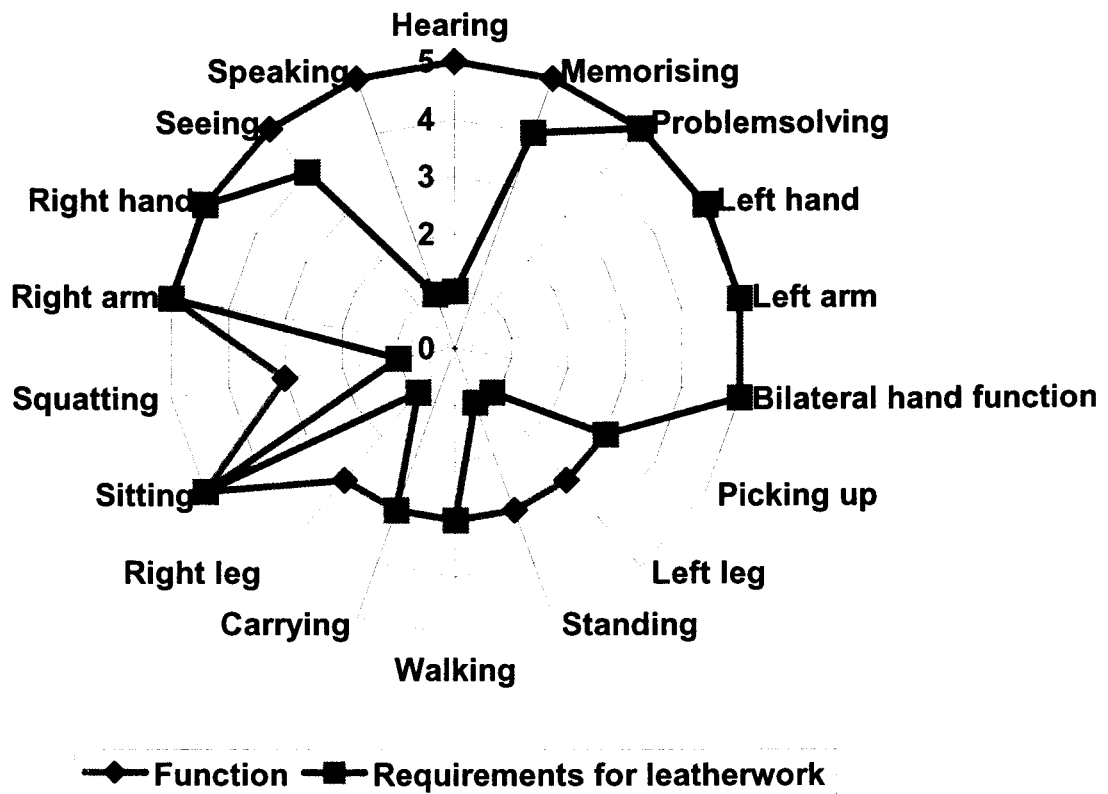 Hearing
5
Speaking
Memorising
4
Seeing
Problemsolving
3
Right hand
Left hand
2
Right arm
Left arm
0
Squatting
Bilateral hand function
Sitting
Picking up
Right leg
Left leg
Carrying
Standing
Walking
Function
Requirements for leatherwork